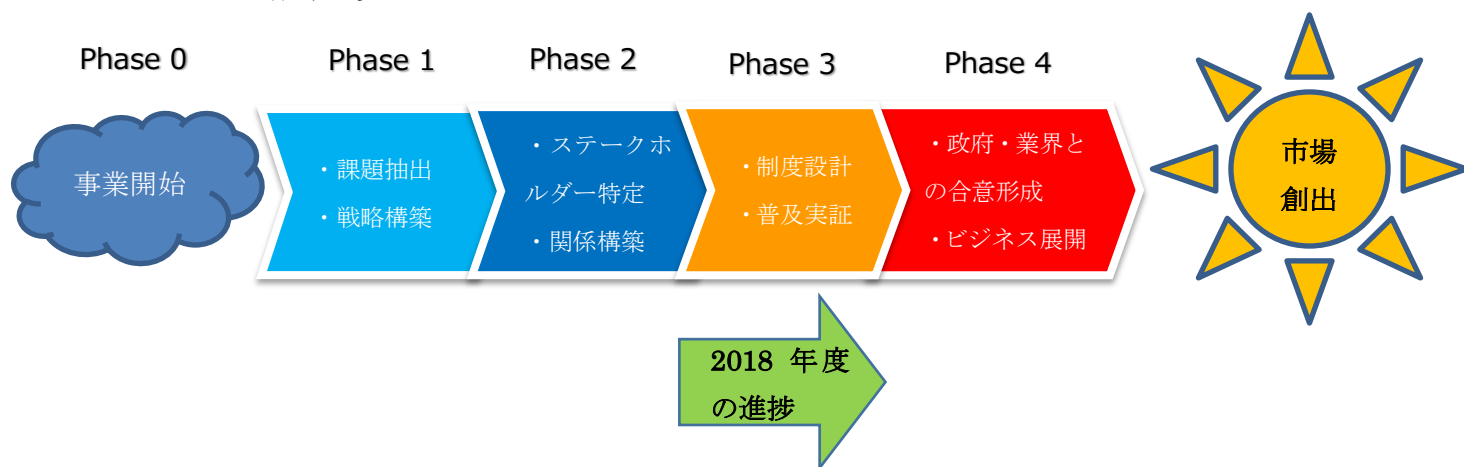 Phase 0
Phase 1
Phase 2
Phase 3
Phase 4
事業開始
・課題抽出
・戦略構築
・ステークホ
ルダー特定
・関係構築
・制度設計
・普及実証
・政府・業界と
の合意形成
・ビジネス展開
市場
創出
2018 年度
の進捗